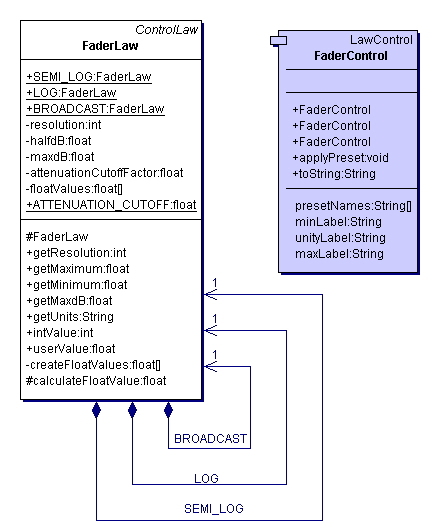 ControlLaw
FaderLaw
+SEMI_LOG:FaderLaw
+LOG:FaderLaw
+BROADCAST:FaderLaw
-resolution:int
-halfdB:float
-maxdB:float
-attenuationCutoffFactor:float
-floatValues:float[]
+ATTENUATION_CUTOFF:float
#FaderLaw
+getResolution:int
+getMaximum:float
+getMinimum:float
+getMaxdB:float
+getUnits:String
+intValue:int
+userValue:float
-createFloatValues:float[]
#calculateFloatValue:float
LawControl
FaderControl
+FaderControl
+FaderControl
+FaderControl
+applyPreset:void
+toString:String
presetNames:String[]
minLabel:String
unityLabel:String
maxLabel:String
1
1
1
BROADCAST
LOG
SEMI_LOG